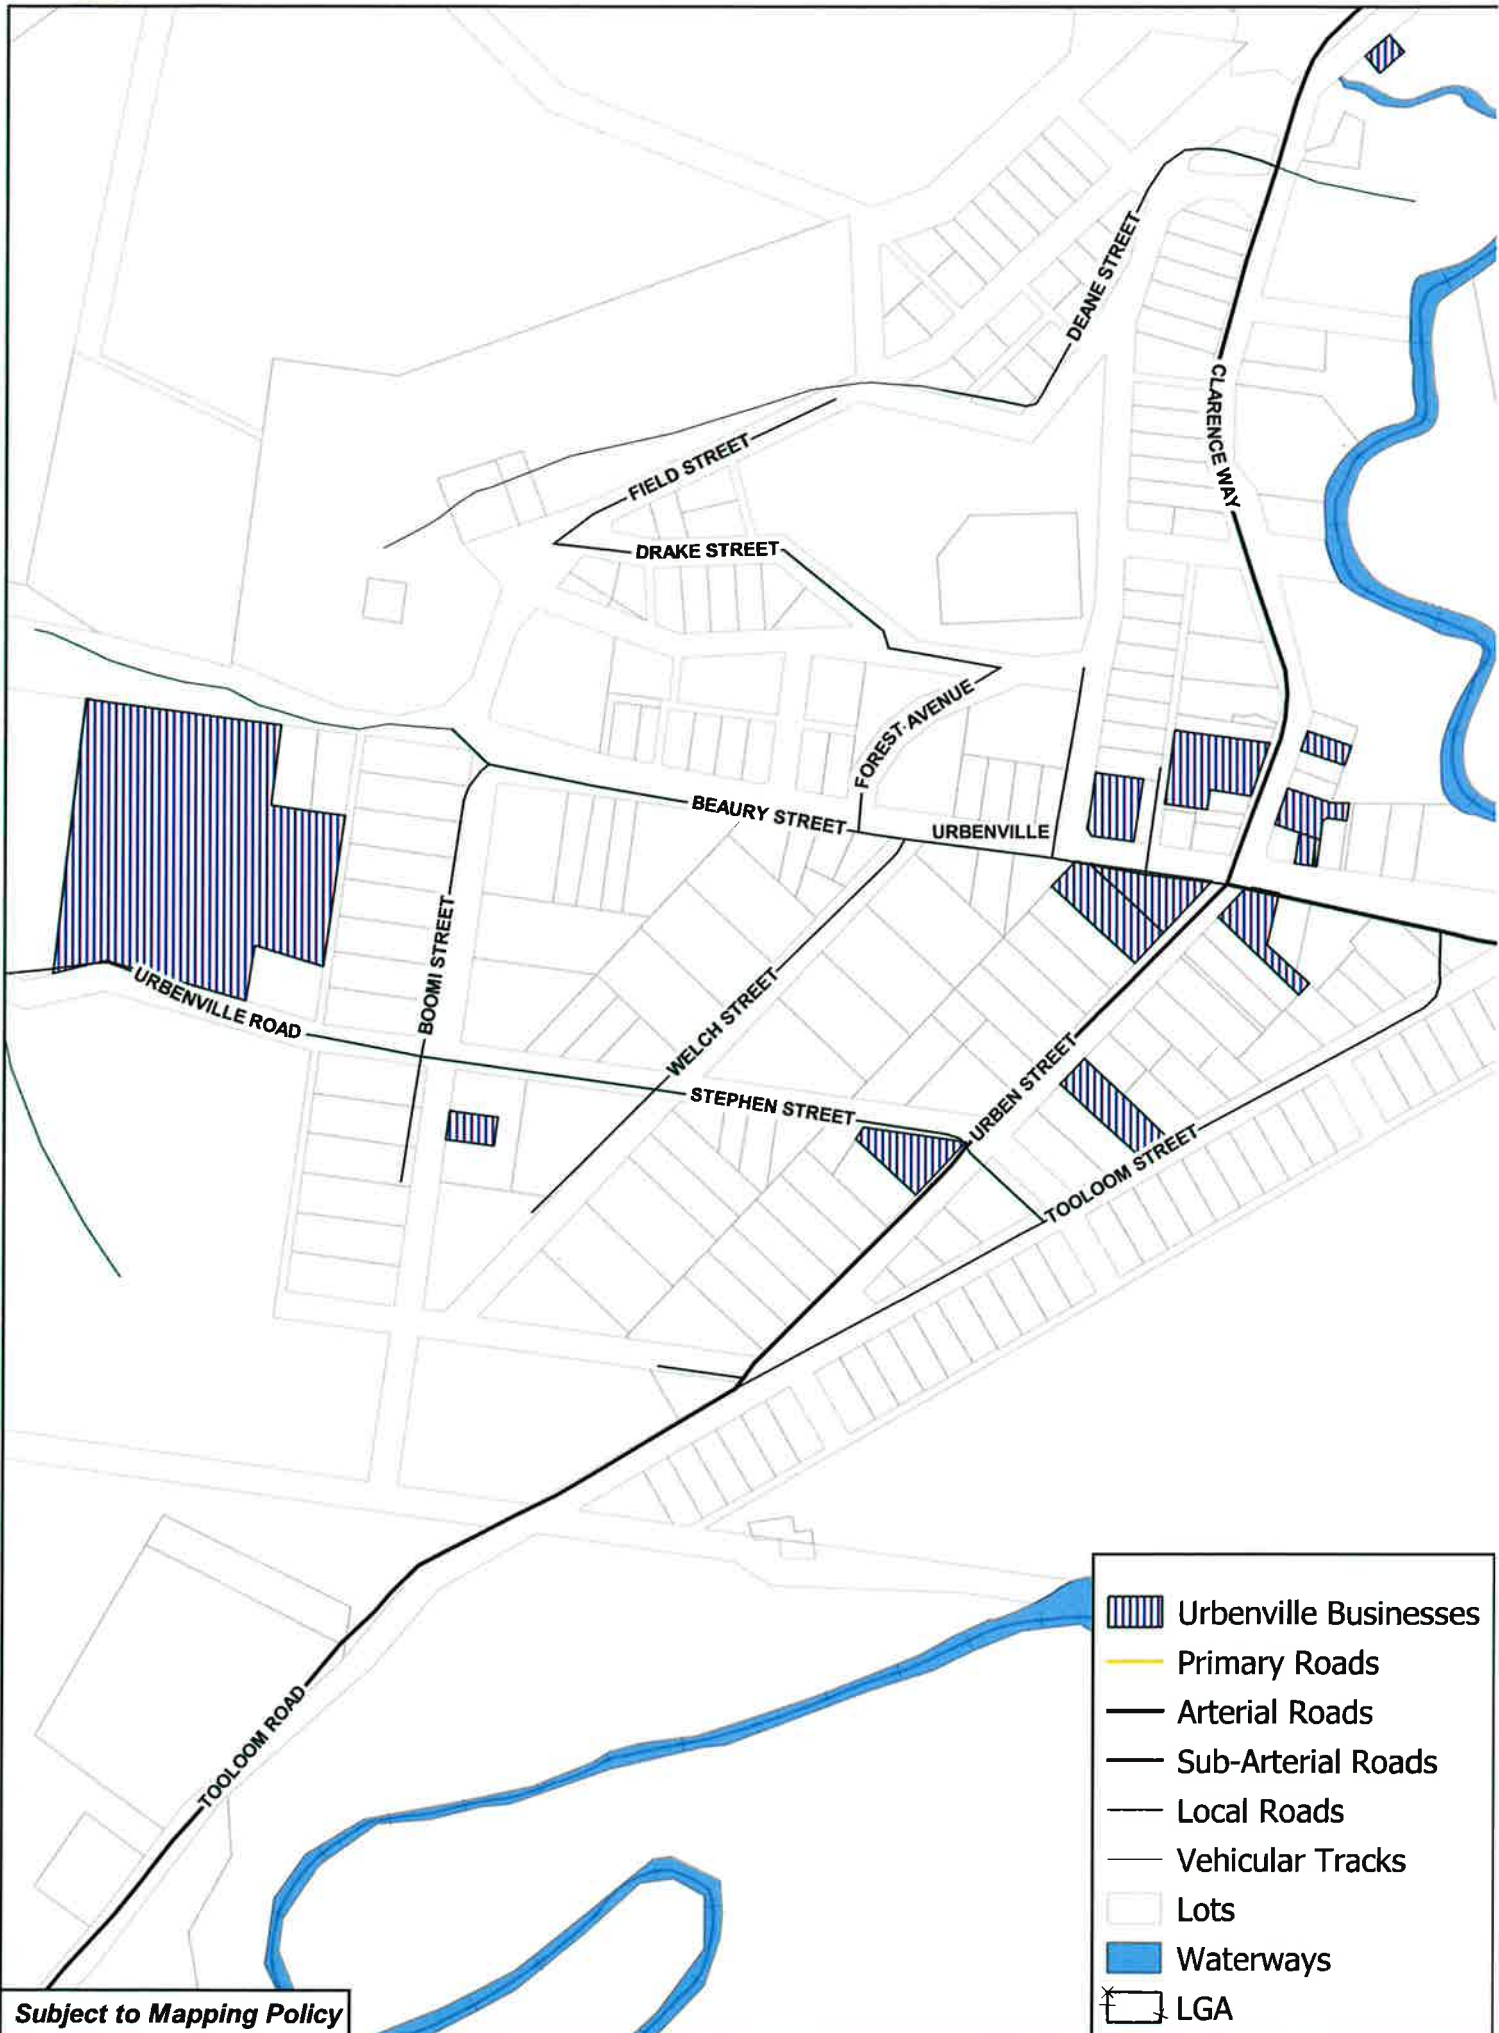 DEANE STREET
CLARENCE WAY
FIELD STREET
DRAKE STREET
FOREST AVENUE
BEAURY STREET
URBENVILLE
BOOMI STREET
URBENVILLE ROAD
WELCH STREET
STEPHEN STREET
URBEN STREET
TOOLOOM STREET
TOOLOOM ROAD
Urbenville Businesses
Primary Roads
Arterial Roads
Sub-Arterial Roads
Local Roads
Vehicular Tracks
Lots
Waterways
LGA
Subject to Mapping Policy